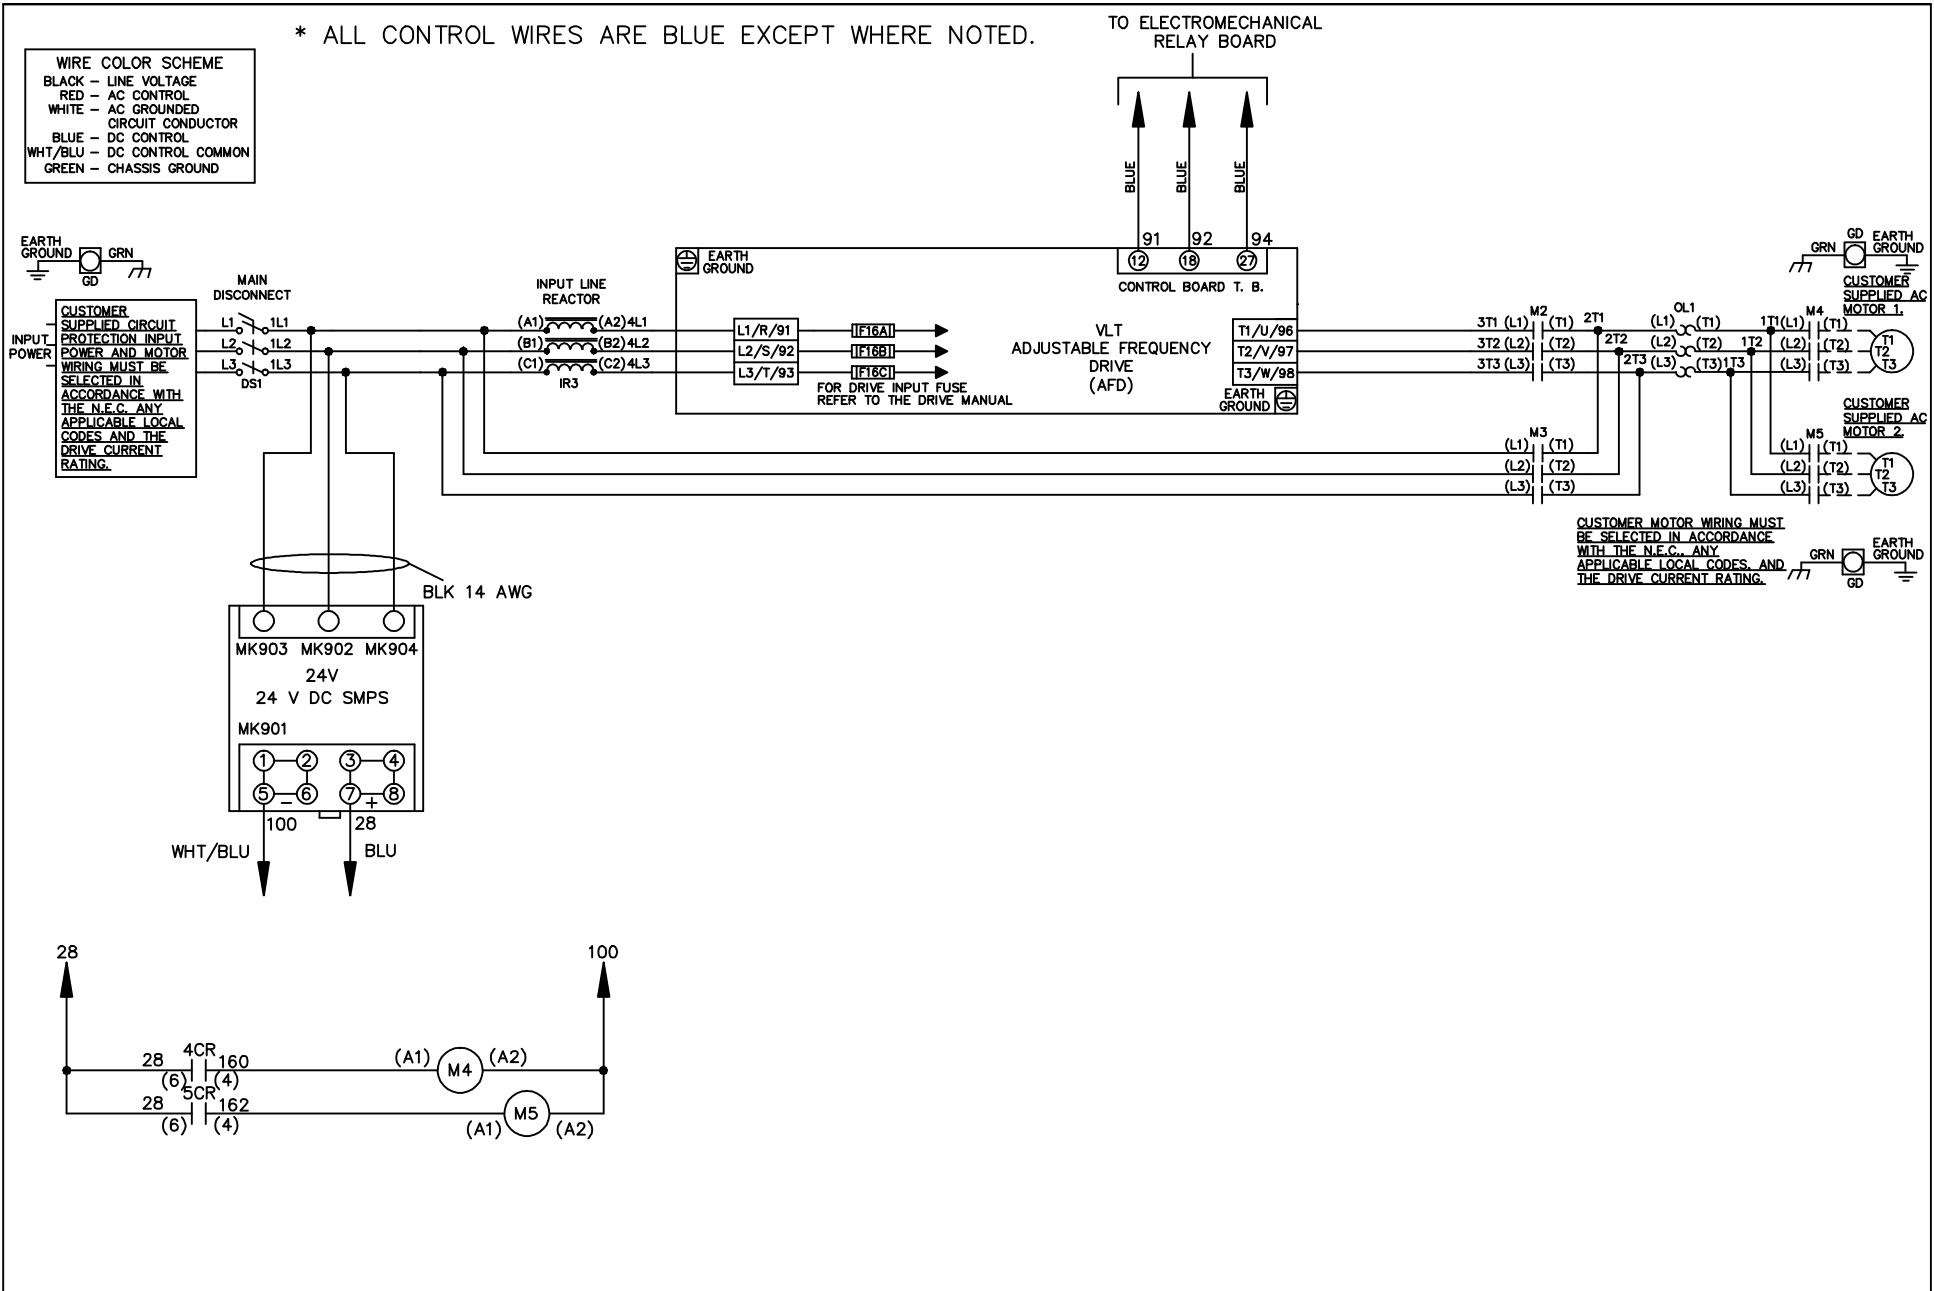 * ALL CONTROL WIRES ARE BLUE EXCEPT WHERE NOTED.
TO ELECTROMECHANICAL
RELAY BOARD
WIRE COLOR SCHEME
BLACK – LINE VOLTAGE
RED – AC CONTROL
WHITE – AC GROUNDED
CIRCUIT CONDUCTOR
BLUE – DC CONTROL
WHT/BLU – DC CONTROL COMMON
GREEN – CHASSIS GROUND
BLUE
BLUE
BLUE
91 92 94
12 18 27
CONTROL BOARD T. B.
EARTH
GROUND
GRN
GD
INPUT
POWER
CUSTOMER
SUPPLIED CIRCUIT
PROTECTION INPUT
POWER AND MOTOR
WIRING MUST BE
SELECTED IN
ACCORDANCE WITH
THE N.E.C. ANY
APPLICABLE LOCAL
CODES AND THE
DRIVE CURRENT
RATING.
MAIN
DISCONNECT
L1 1L1
L2 1L2
L3 1L3
DS1
INPUT LINE
REACTOR
(A1) (A2) 4L1
(B1) (B2) 4L2
(C1) (C2) 4L3
IR3
EARTH
GROUND
L1/R/91
L2/S/92
L3/T/93
F16A
F16B
F16C
FOR DRIVE INPUT FUSE
REFER TO THE DRIVE MANUAL
VLT
ADJUSTABLE FREQUENCY
DRIVE
(AFD)
T1/U/96
T2/V/97
T3/W/98
EARTH
GROUND
M2
3T1 (L1) (T1) 2T1
3T2 (L2) (T2) 2T2
3T3 (L3) (T3) 2T3
OL1
(L1) (T1) 1T1
(L2) (T2) 1T2
(L3) (T3) 1T3
M4
(L1) (T1)
(L2) (T2)
(L3) (T3)
T1
T2
T3
GRN
GD
EARTH
GROUND
CUSTOMER
SUPPLIED AC
MOTOR 1.
M3
(L1) (T1)
(L2) (T2)
(L3) (T3)
CUSTOMER
SUPPLIED AC
MOTOR 2.
M5
(L1) (T1)
(L2) (T2)
(L3) (T3)
T1
T2
T3
CUSTOMER MOTOR WIRING MUST
BE SELECTED IN ACCORDANCE
WITH THE N.E.C., ANY
APPLICABLE LOCAL CODES, AND
THE DRIVE CURRENT RATING.
GRN
GD
EARTH
GROUND
BLK 14 AWG
MK903 MK902 MK904
24V
24 V DC SMPS
MK901
1 2 3 4
5 – 6 7 + 8
100 28
WHT/BLU BLU
28 100
28 4CR 160 (A1) M4 (A2)
(6) (4)
28 5CR 162 M5
(6) (4) (A1) (A2)